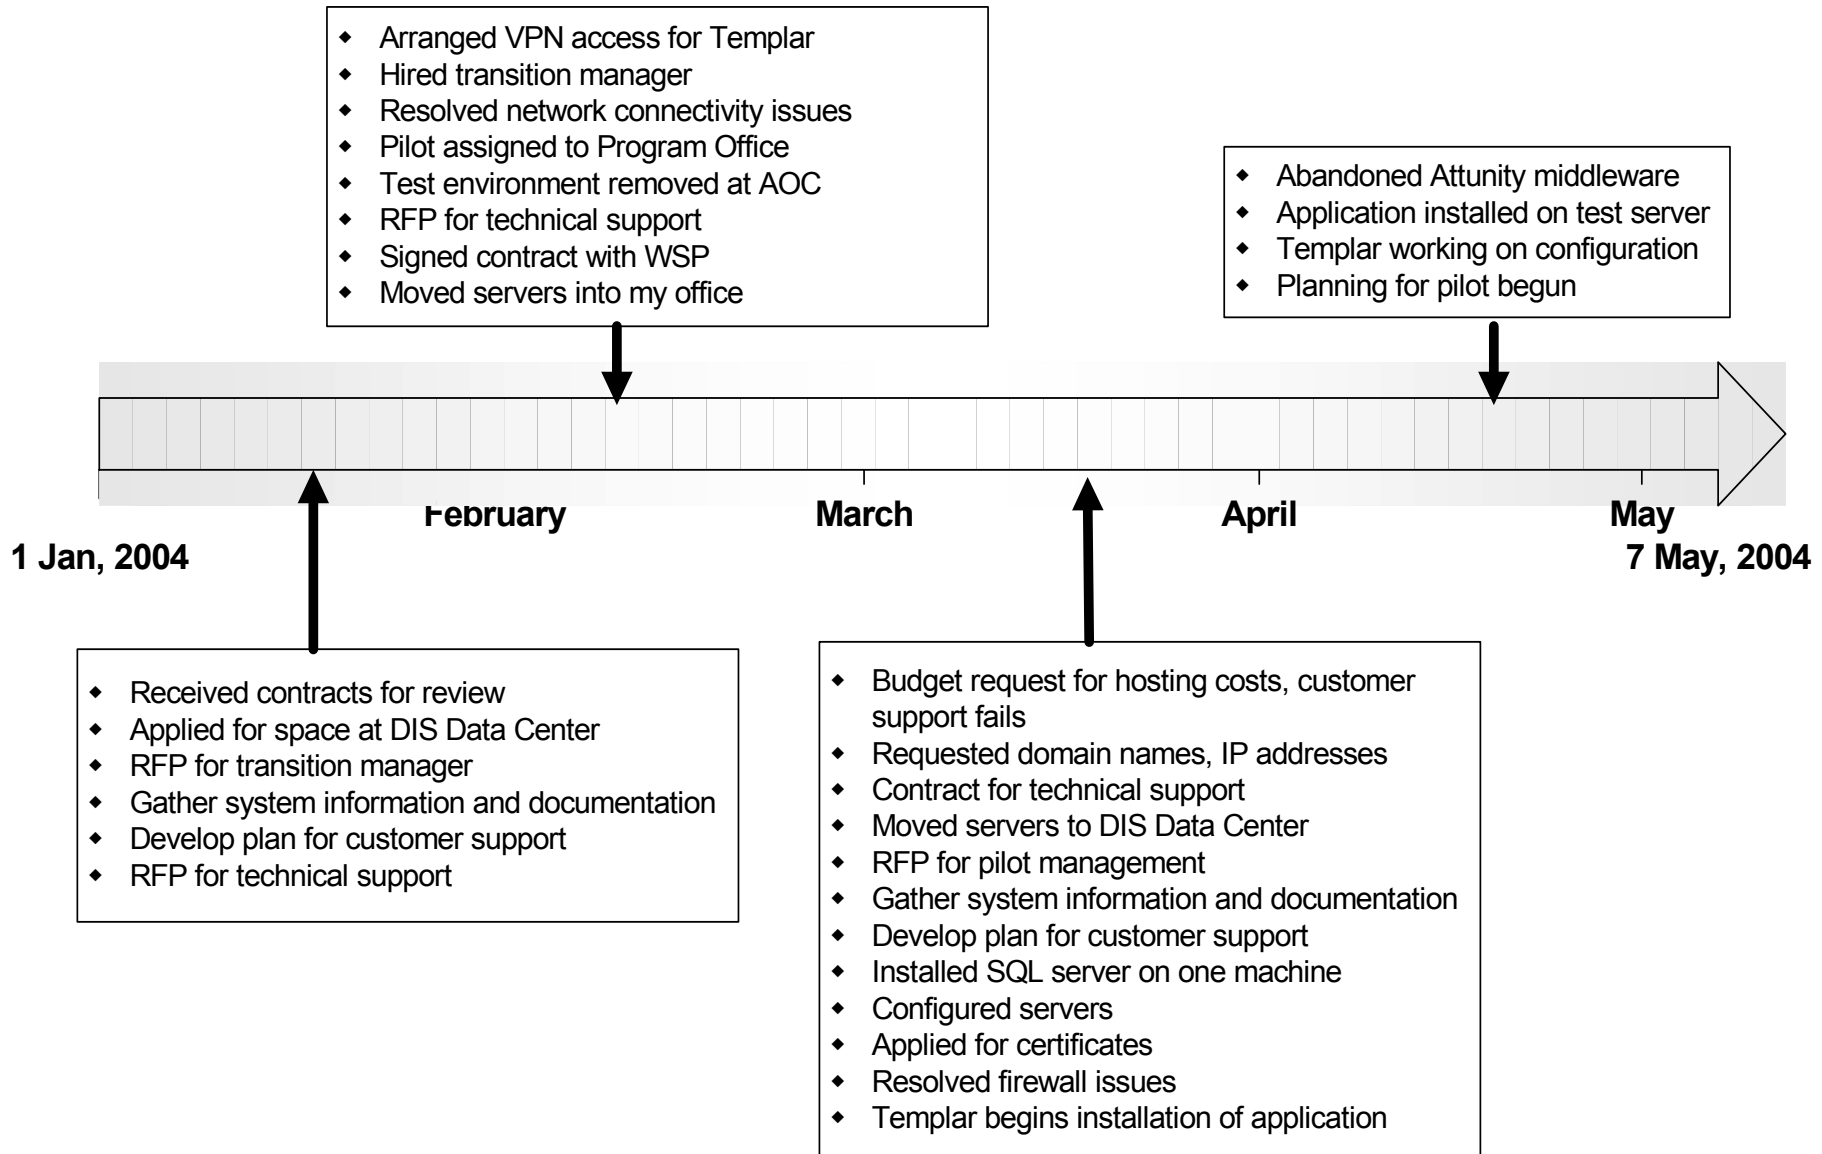 ◆ Arranged VPN access for Templar
◆ Hired transition manager
◆ Resolved network connectivity issues
◆ Pilot assigned to Program Office
◆ Test environment removed at AOC
◆ RFP for technical support
◆ Signed contract with WSP
◆ Moved servers into my office
◆ Abandoned Attunity middleware
◆ Application installed on test server
◆ Templar working on configuration
◆ Planning for pilot begun
February
March
April
May
1 Jan, 2004
7 May, 2004
◆ Received contracts for review
◆ Applied for space at DIS Data Center
◆ RFP for transition manager
◆ Gather system information and documentation
◆ Develop plan for customer support
◆ RFP for technical support
◆ Budget request for hosting costs, customer
support fails
◆ Requested domain names, IP addresses
◆ Contract for technical support
◆ Moved servers to DIS Data Center
◆ RFP for pilot management
◆ Gather system information and documentation
◆ Develop plan for customer support
◆ Installed SQL server on one machine
◆ Configured servers
◆ Applied for certificates
◆ Resolved firewall issues
◆ Templar begins installation of application